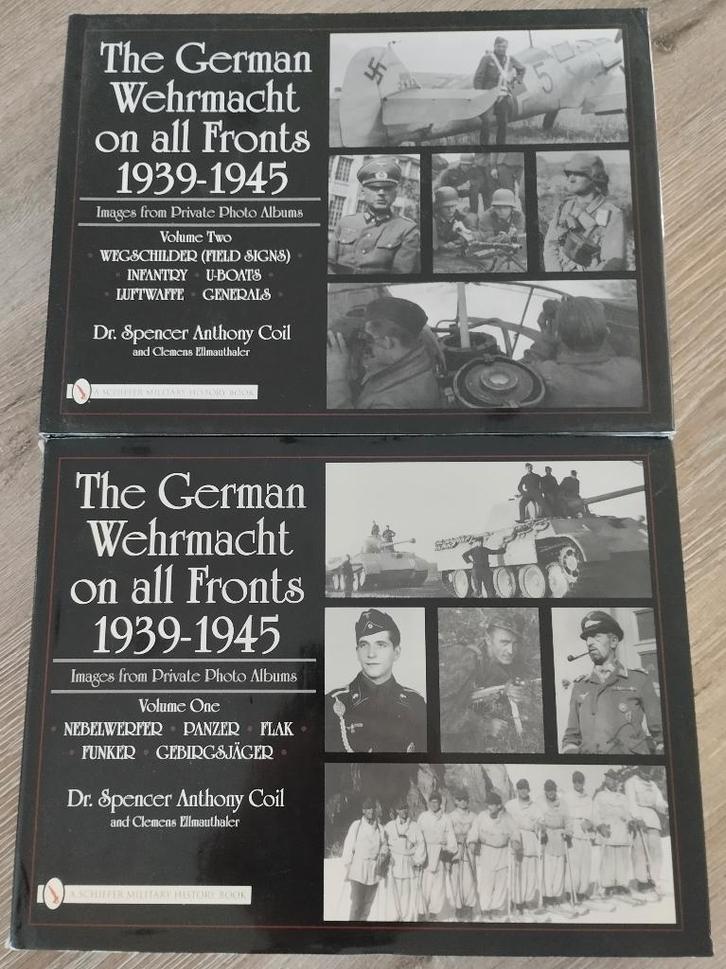 The German
Wehrmacht
on all Fronts
1939-1945
Images from Private Photo Albums
Volume Two
• WEGSCHILDER (FIELD SIGNS) •
• INFANTRY • U-BOATS •
• LUFTWAFFE • GENERALS •
Dr. Spencer Anthony Coil
and Clemens Ellmauthaler
A SCHIFFER MILITARY HISTORY BOOK
5
The German
Wehrmacht
on all Fronts
1939-1945
Images from Private Photo Albums
Volume One
• NEBELWERFER • PANZER • FLAK •
• FUNKER • GEBIRGSJÄGER •
Dr. Spencer Anthony Coil
and Clemens Ellmauthaler
A SCHIFFER MILITARY HISTORY BOOK